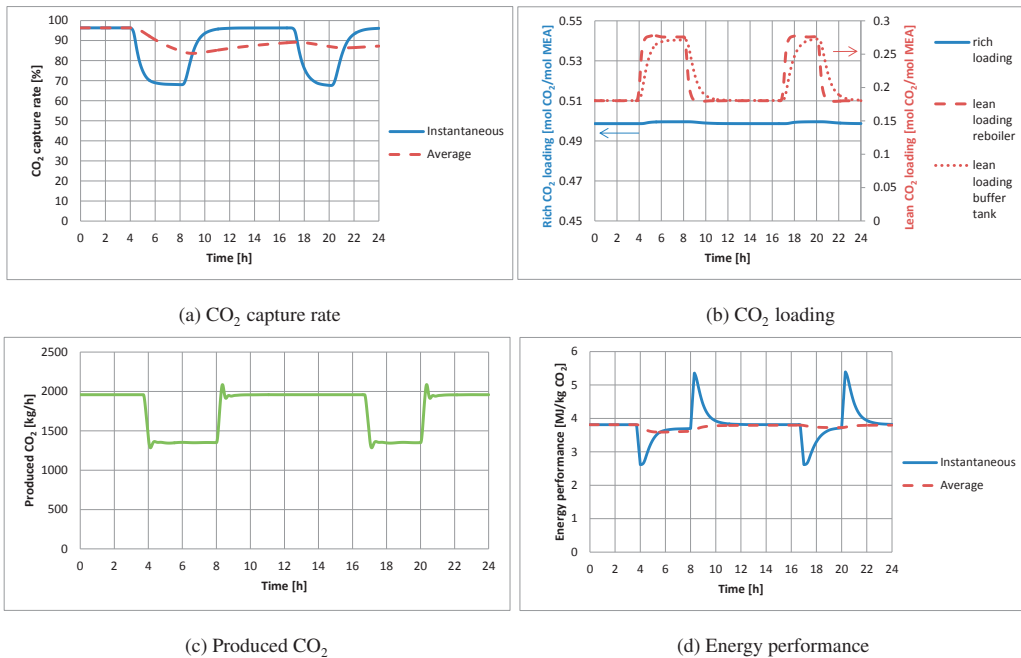 100
90
80
70
60
50
40
30
20
10
0
CO2 capture rate [%]
0 2 4 6 8 10 12 14 16 18 20 22 24
Time [h]
Instantaneous
Average
(a) CO2 capture rate
0.55
0.53
0.51
0.49
0.47
0.45
Rich CO2 loading [mol CO2/mol MEA]
0.3
0.25
0.2
0.15
0.1
0.05
0
Lean CO2 loading [mol CO2/mol MEA]
0 2 4 6 8 10 12 14 16 18 20 22 24
Time [h]
rich
loading
lean
loading
reboiler
lean
loading
buffer
tank
(b) CO2 loading
2500
2000
1500
1000
500
0
Produced CO2 [kg/h]
0 2 4 6 8 10 12 14 16 18 20 22 24
Time [h]
(c) Produced CO2
6
5
4
3
2
1
0
Energy performance [MJ/kg CO2]
0 2 4 6 8 10 12 14 16 18 20 22 24
Time [h]
Instantaneous
Average
(d) Energy performance